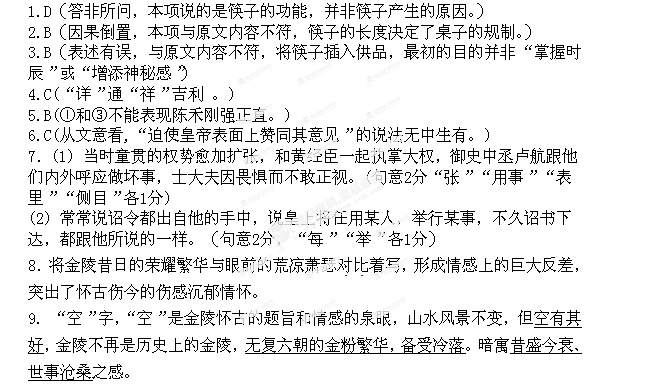 1.D（答非所问，本项说的是筷子的功能，并非筷子产生的原因。）
2.B（因果倒置，本项与原文内容不符，筷子的长度决定了桌子的规制。）
3.B（表述有误，与原文内容不符，将筷子插入供品，最初的目的并非“掌握时
辰”或“增添神秘感”）
4.C(“详”通“祥”吉利 。）
5.B(①和③不能表现陈禾刚强正直。）
6.C(从文意看，“迫使皇帝表面上赞同其意见”的说法无中生有。）
7.（1）当时童贯的权势愈加扩张，和黄经臣一起执掌大权，御史中丞卢航跟他
们内外呼应做坏事，士大夫因畏惧而不敢正视。（句意2分“张”“用事”“表
里”“侧目”各1分）
（2）常常说诏令都出自他的手中，说皇上将任用某人，举行某事，不久诏书下
达，都跟他所说的一样。（句意2分，“每”“举”各1分）
8. 将金陵昔日的荣耀繁华与眼前的荒凉萧瑟对比着写，形成情感上的巨大反差，
突出了怀古伤今的伤感沉郁情怀。
9. “空”字，“空”是金陵怀古的题旨和情感的泉眼，山水风景不变，但空有其
好，金陵不再是历史上的金陵，无复六朝的金粉繁华，备受冷落。暗寓昔盛今衰、
世事沧桑之感。